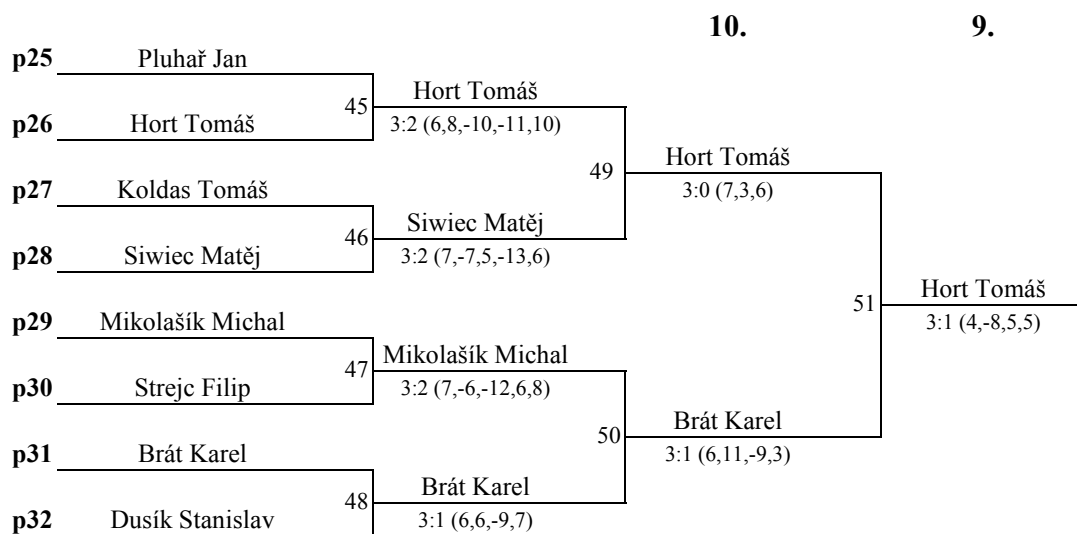 10. 9.
p25 Pluhař Jan
45 Hort Tomáš
p26 Hort Tomáš 3:2 (6,8,-10,-11,10)
49 Hort Tomáš
p27 Koldas Tomáš 3:0 (7,3,6)
46 Siwiec Matěj
p28 Siwiec Matěj 3:2 (7,-7,5,-13,6)
51 Hort Tomáš
p29 Mikolašík Michal 3:1 (4,-8,5,5)
47 Mikolašík Michal
p30 Strejc Filip 3:2 (7,-6,-12,6,8)
50 Brát Karel
p31 Brát Karel 3:1 (6,11,-9,3)
48 Brát Karel
p32 Dusík Stanislav 3:1 (6,6,-9,7)